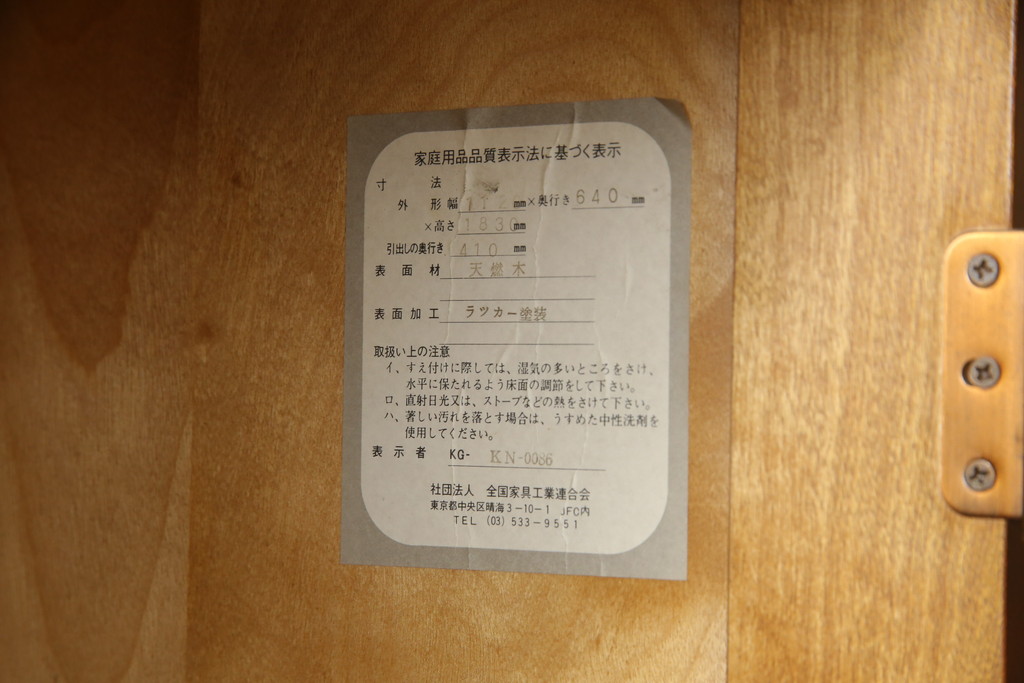 家庭用品品質表示法に基づく表示
寸法
外形幅 mm×奥行き640mm
×高さ1830mm
引出しの奥行き410mm
表面材 天燃木
表面加工 ラツカー塗装
取扱い上の注意
イ、すえ付けに際しては、湿気の多いところをさけ、
水平に保たれるよう床面の調節をして下さい。
ロ、直射日光又は、ストーブなどの熱をさけて下さい。
ハ、著しい汚れを落とす場合は、うすめた中性洗剤を
使用してください。
表示者 KG- KN-0086
社団法人 全国家具工業連合会
東京都中央区晴海3-10-1 JFC内
TEL (03) 533-9551